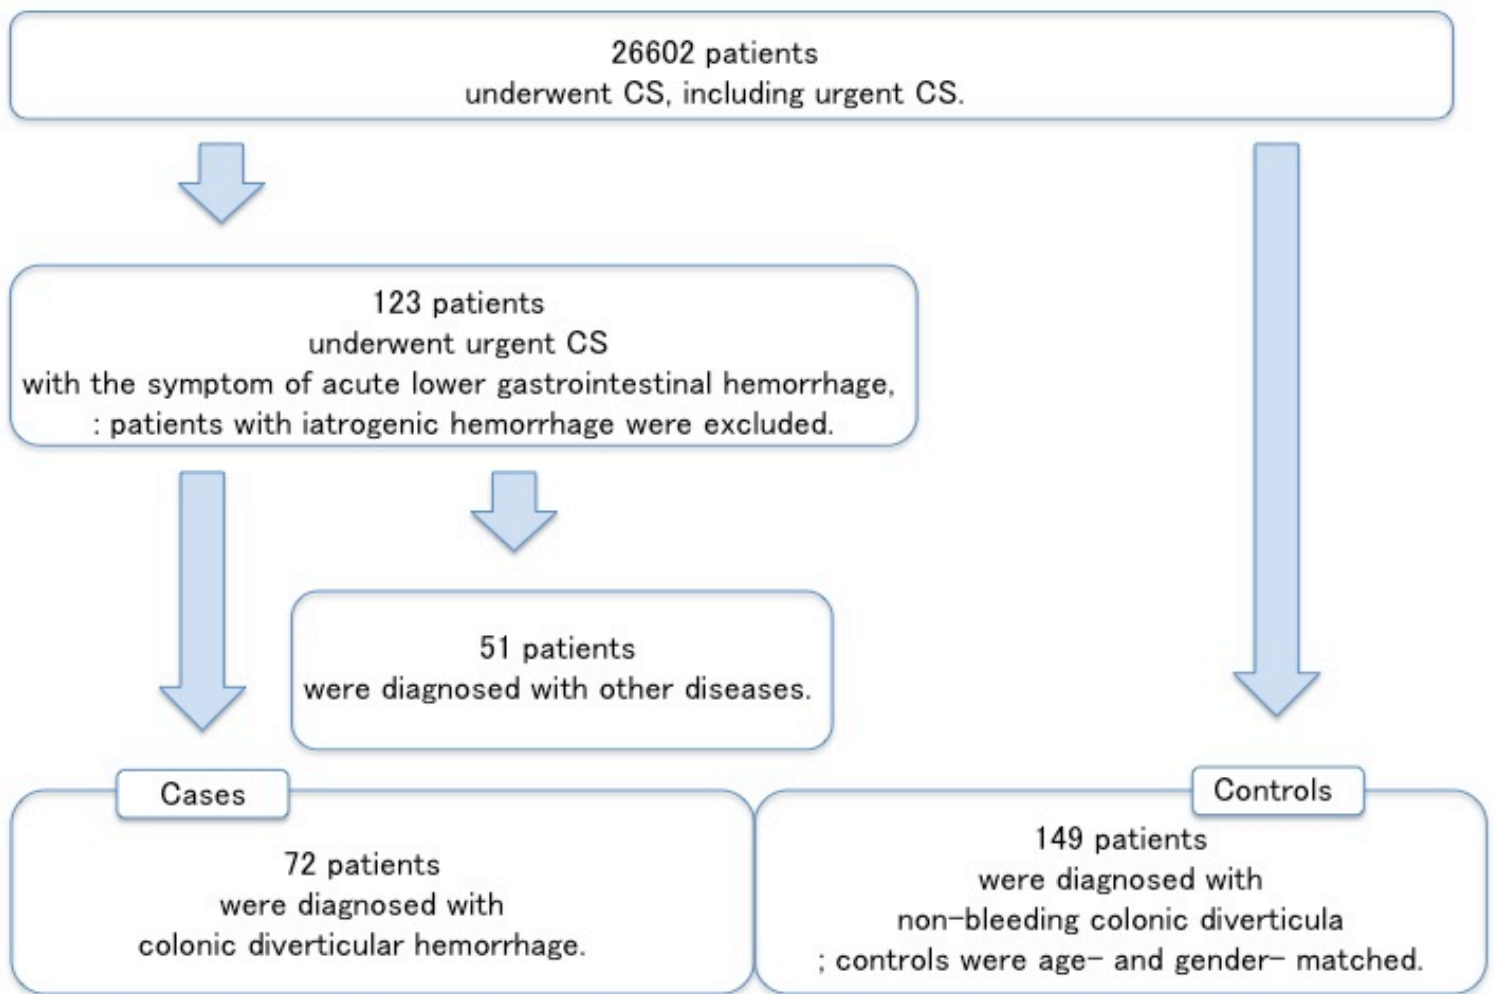 26602 patients
underwent CS, including urgent CS.
123 patients
underwent urgent CS
with the symptom of acute lower gastrointestinal hemorrhage,
: patients with iatrogenic hemorrhage were excluded.
51 patients
were diagnosed with other diseases.
Cases
72 patients
were diagnosed with
colonic diverticular hemorrhage.
Controls
149 patients
were diagnosed with
non-bleeding colonic diverticula
; controls were age- and gender- matched.